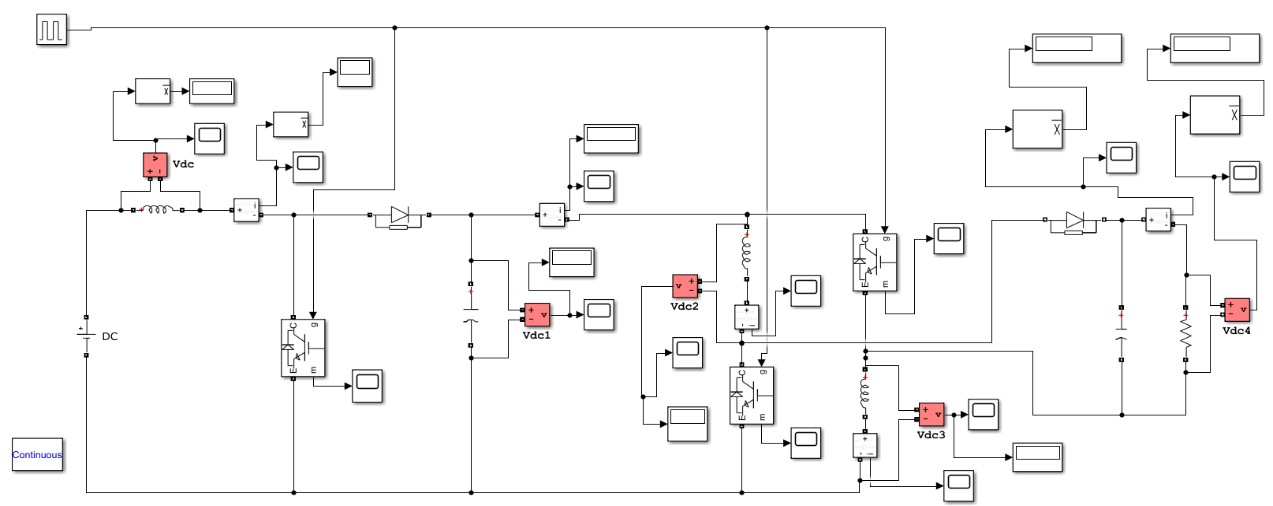 Vdc
i
+
-
i
+
-
g
C
E
m
i
+
-
DC
+
g
C
E
m
v
+
-
Vdc1
v
+
-
Vdc2
i
+
-
g
C
E
m
v
+
-
Vdc4
v
+
-
Vdc3
i
+
-
Continuous